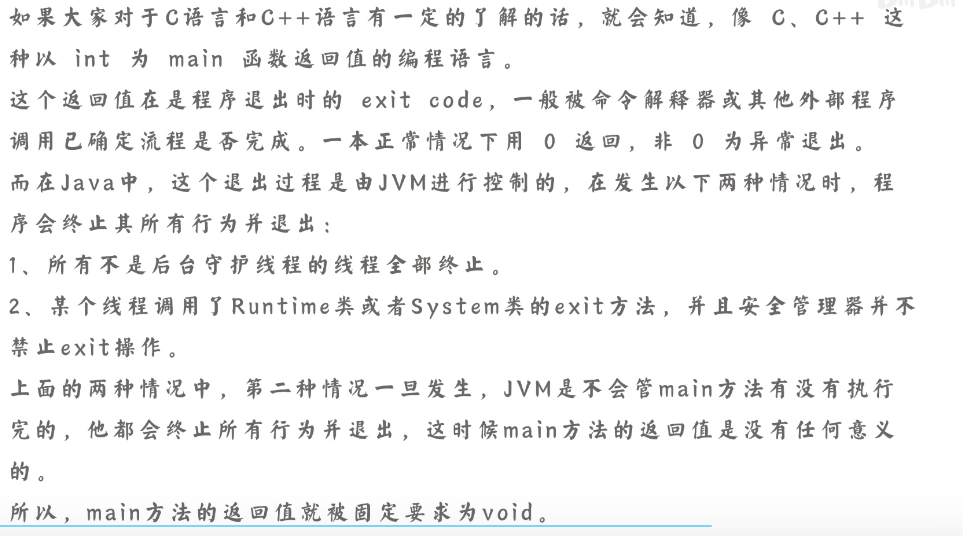 如果大家对于C语言和C++语言有一定的了解的话，就会知道，像 C、C++ 这
种以 int 为 main 函数返回值的编程语言。
这个返回值在是程序退出时的 exit code，一般被命令解释器或其他外部程序
调用已确定流程是否完成。一本正常情况下用 0 返回，非 0 为异常退出。
而在Java中，这个退出过程是由JVM进行控制的，在发生以下两种情况时，程
序会终止其所有行为并退出：
1、所有不是后台守护线程的线程全部终止。
2、某个线程调用了Runtime类或者System类的exit方法，并且安全管理器并不
禁止exit操作。
上面的两种情况中，第二种情况一旦发生，JVM是不会管main方法有没有执行
完的，他都会终止所有行为并退出，这时候main方法的返回值是没有任何意义
的。
所以，main方法的返回值就被固定要求为void。